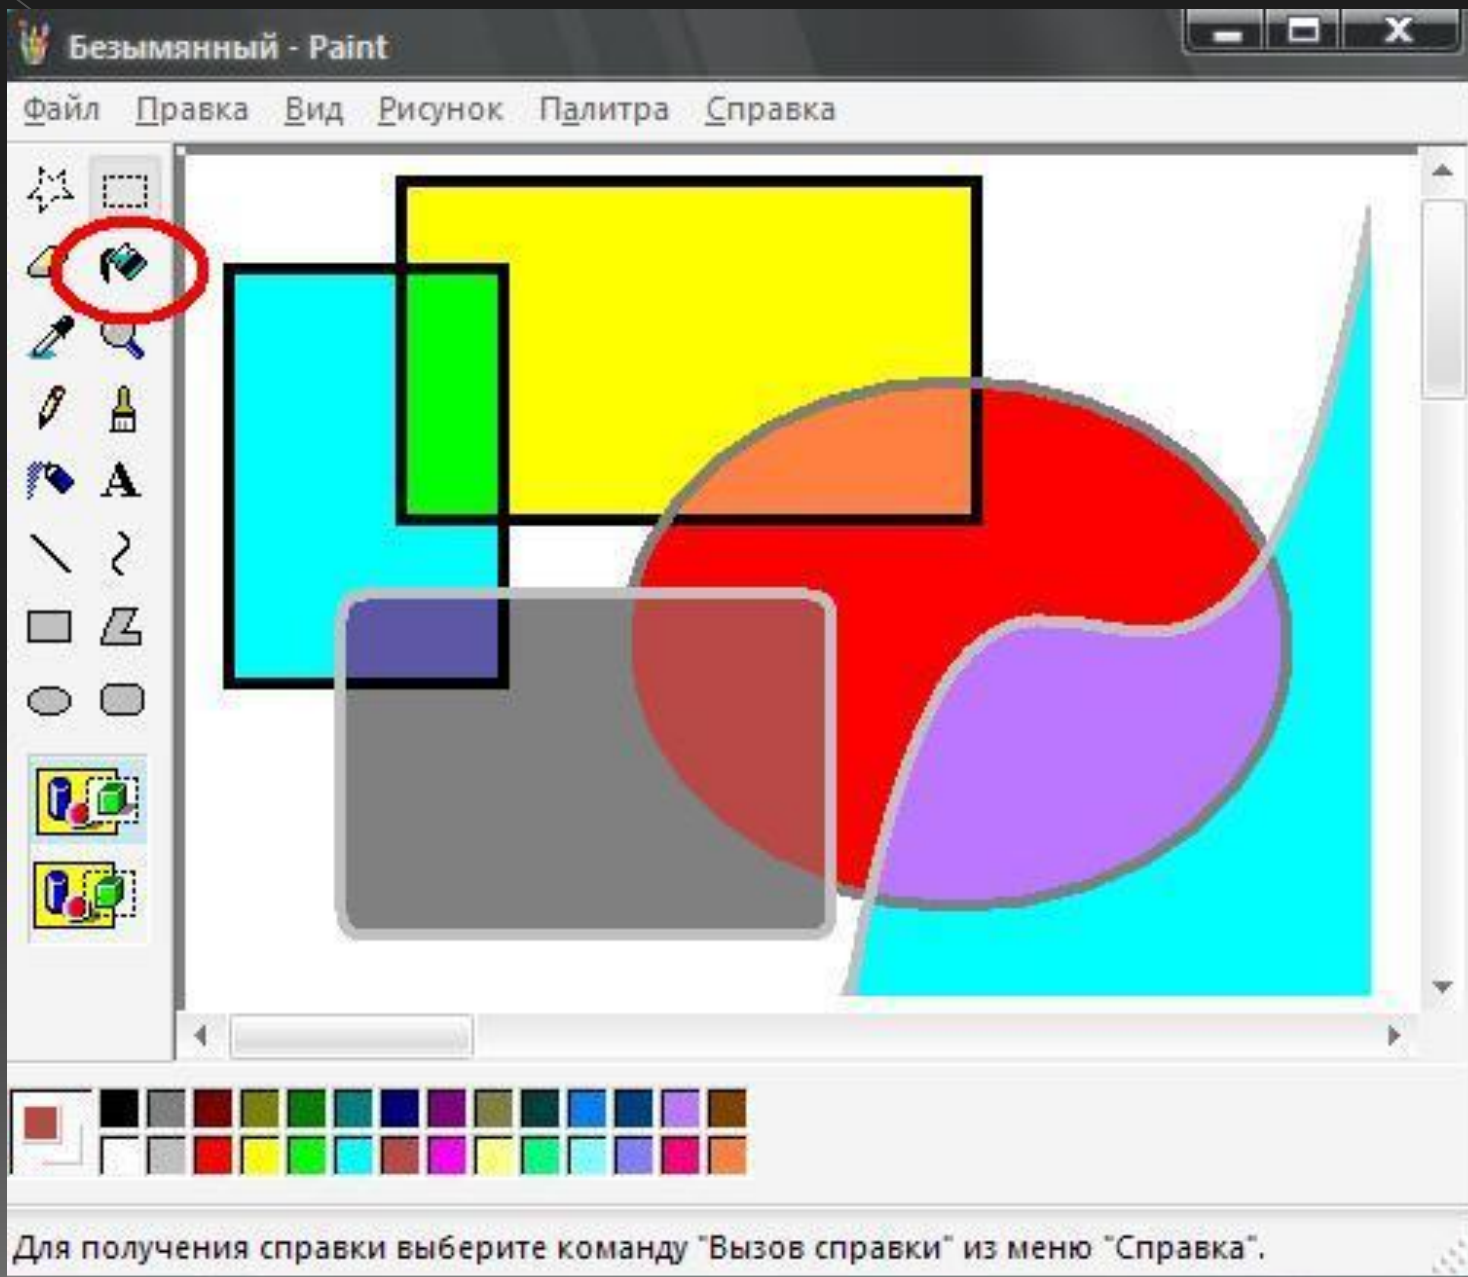 Безымянный - Paint
Файл Правка Вид Рисунок Палитра Справка
A
Для получения справки выберите команду "Вызов справки" из меню "Справка".